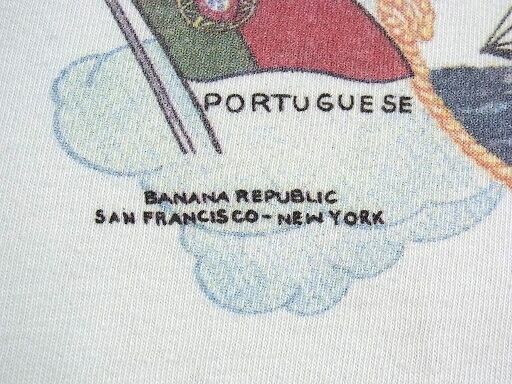 PORTUGUESE
BANANA REPUBLIC
SAN FRANCISCO - NEW YORK